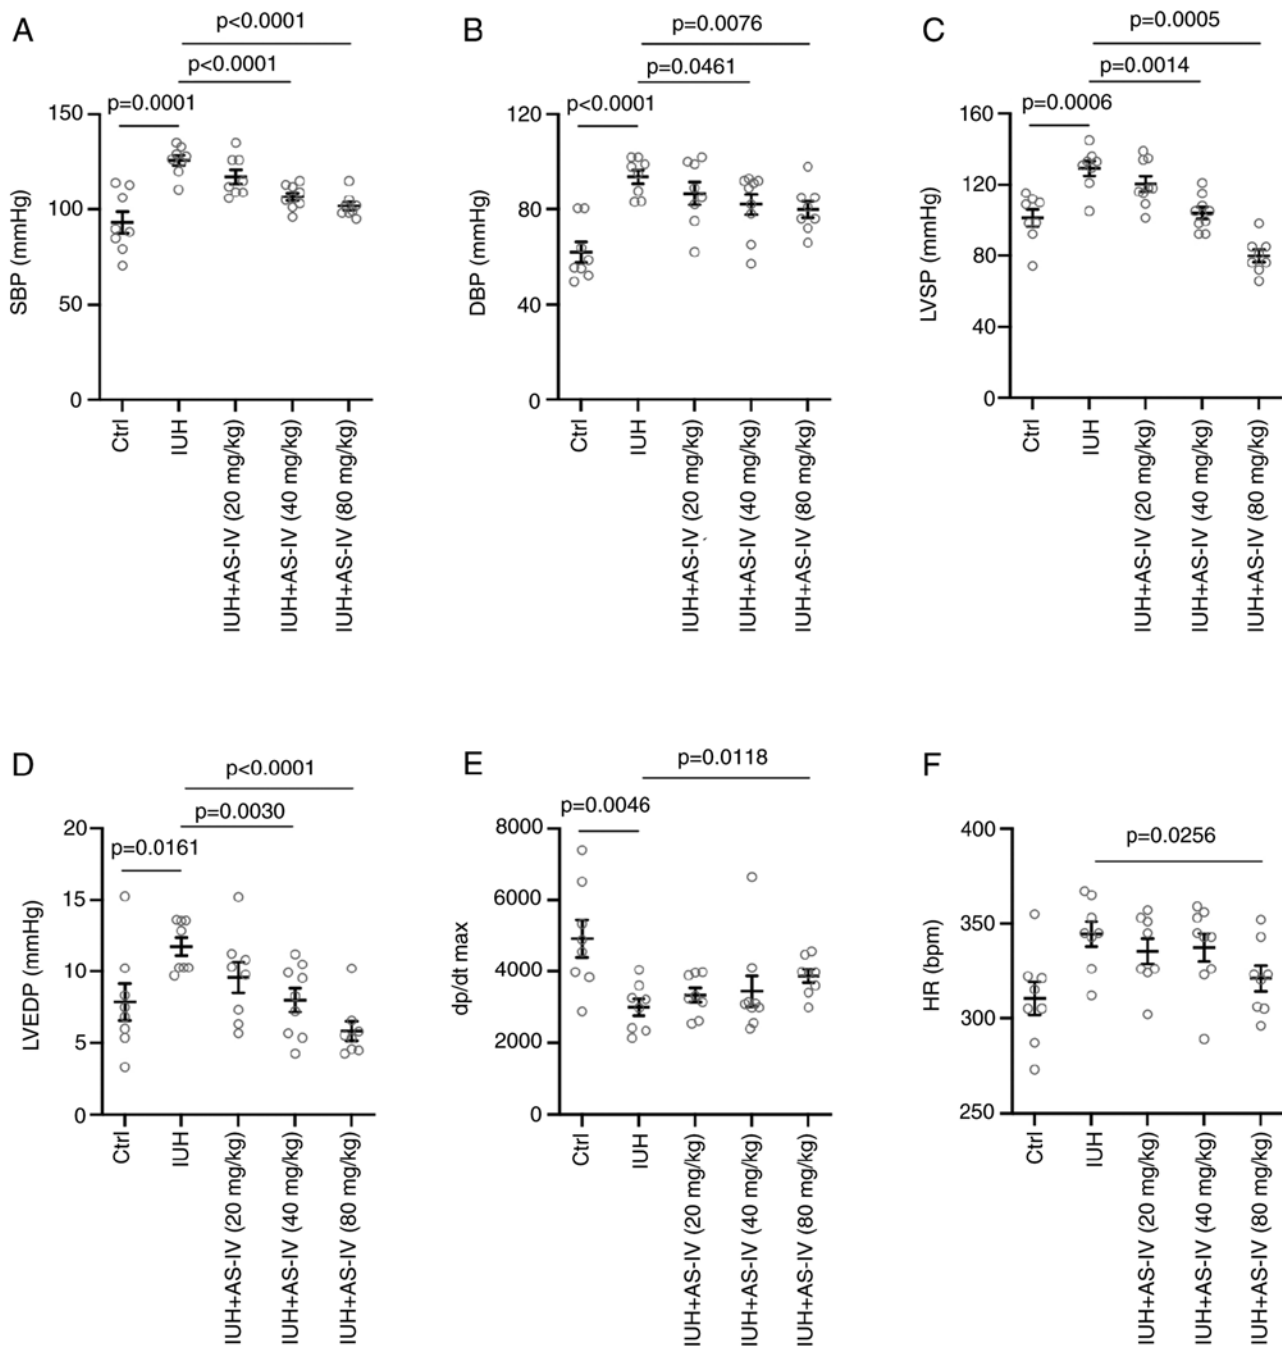 A
p<0.0001
p<0.0001
p=0.0001
150
100
50
0
SBP (mmHg)
Ctrl
IUH
IUH+AS-IV (20 mg/kg)
IUH+AS-IV (40 mg/kg)
IUH+AS-IV (80 mg/kg)
B
p=0.0076
p=0.0461
p<0.0001
120
80
40
0
DBP (mmHg)
Ctrl
IUH
IUH+AS-IV (20 mg/kg)
IUH+AS-IV (40 mg/kg)
IUH+AS-IV (80 mg/kg)
C
p=0.0005
p=0.0014
p=0.0006
160
120
80
40
0
LVSP (mmHg)
Ctrl
IUH
IUH+AS-IV (20 mg/kg)
IUH+AS-IV (40 mg/kg)
IUH+AS-IV (80 mg/kg)
D
p<0.0001
p=0.0030
p=0.0161
20
15
10
5
0
LVEDP (mmHg)
Ctrl
IUH
IUH+AS-IV (20 mg/kg)
IUH+AS-IV (40 mg/kg)
IUH+AS-IV (80 mg/kg)
E
p=0.0118
p=0.0046
8000
6000
4000
2000
0
dp/dt max
Ctrl
IUH
IUH+AS-IV (20 mg/kg)
IUH+AS-IV (40 mg/kg)
IUH+AS-IV (80 mg/kg)
F
p=0.0256
400
350
300
250
HR (bpm)
Ctrl
IUH
IUH+AS-IV (20 mg/kg)
IUH+AS-IV (40 mg/kg)
IUH+AS-IV (80 mg/kg)